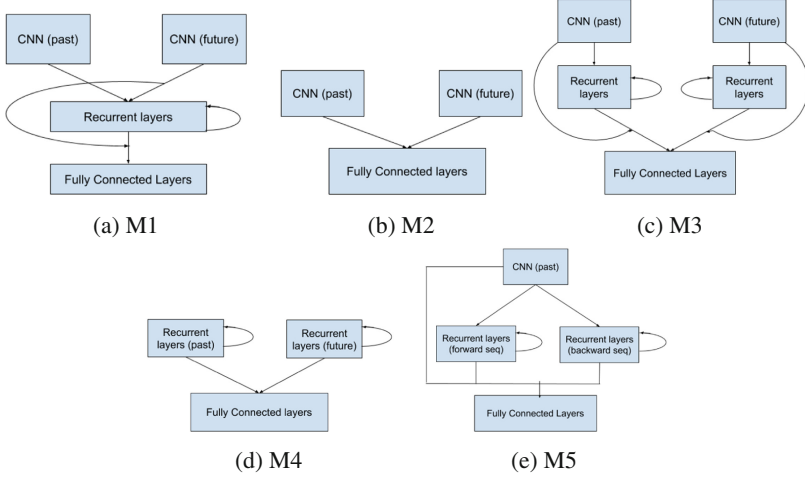 CNN (past)
CNN (future)
Recurrent layers
Fully Connected Layers
(a) M1
CNN (past)
CNN (future)
Fully Connected layers
(b) M2
CNN (past)
CNN (future)
Recurrent
layers
Recurrent
layers
Fully Connected Layers
(c) M3
Recurrent
layers (past)
Recurrent
layers (future)
Fully Connected layers
(d) M4
CNN (past)
Recurrent layers
(forward seq)
Recurrent layers
(backward seq)
Fully Connected Layers
(e) M5